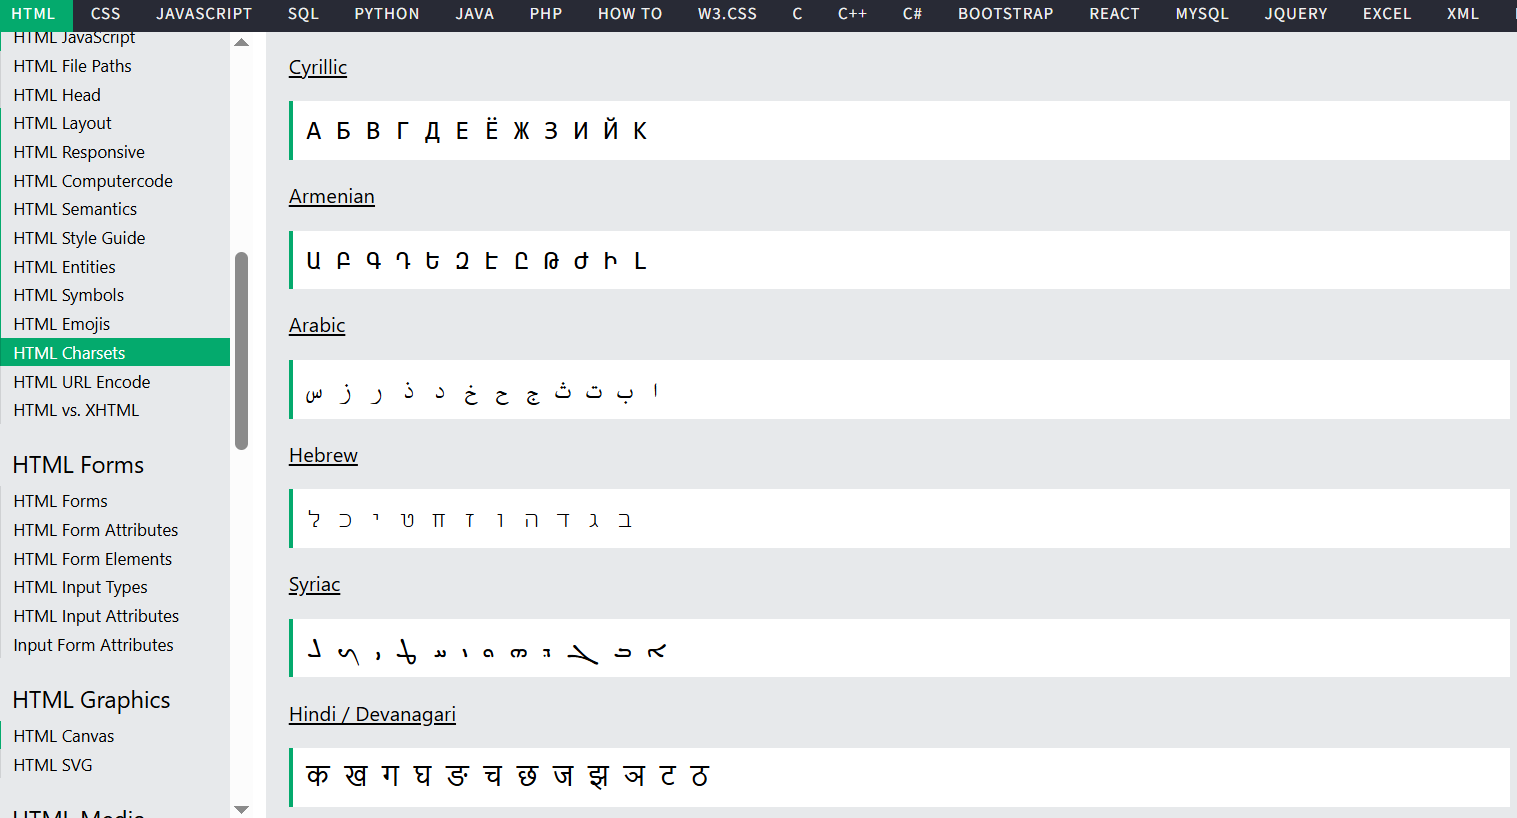 HTML CSS JAVASCRIPT SQL PYTHON JAVA PHP HOW TO W3.CSS C C++ C# BOOTSTRAP REACT MYSQL JQUERY EXCEL XML
HTML JavaScript
HTML File Paths
HTML Head
HTML Layout
HTML Responsive
HTML Computercode
HTML Semantics
HTML Style Guide
HTML Entities
HTML Symbols
HTML Emojis
HTML Charsets
HTML URL Encode
HTML vs. XHTML
HTML Forms
HTML Forms
HTML Form Attributes
HTML Form Elements
HTML Input Types
HTML Input Attributes
Input Form Attributes
HTML Graphics
HTML Canvas
HTML SVG
HTML Media
Cyrillic
А Б В Г Д Е Ё Ж З И Й К
Armenian
Ա Բ Գ Դ Ե Զ Է Ը Թ Ժ Ի Լ
Arabic
ا ب ت ث ج ح خ د ذ ر ز س
Hebrew
ב ג ד ה ו ז ח ט י כ ל
Syriac
ܐ ܒ ܓ ܕ ܗ ܘ ܙ ܚ ܛ ܝ ܟ ܠ
Hindi / Devanagari
क ख ग घ ङ च छ ज झ ञ ट ठ